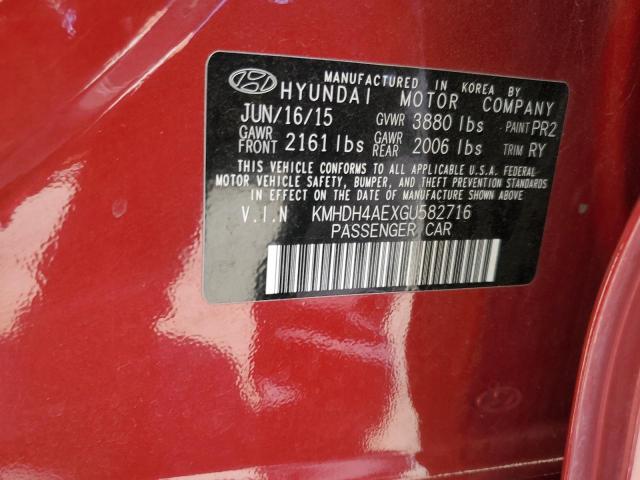 MANUFACTURED IN KOREA BY
HYUNDAI MOTOR COMPANY
JUN/16/15 GVWR 3880 lbs PAINT PR2
GAWR FRONT 2161 lbs GAWR REAR 2006 lbs TRIM RY
THIS VEHICLE CONFORMS TO ALL APPLICABLE U.S.A. FEDERAL
MOTOR VEHICLE SAFETY, BUMPER, AND THEFT PREVENTION
STANDARDS IN EFFECT ON THE DATE OF MANUFACTURE SHOWN
ABOVE.
V.I.N KMHDH4AEXGU582716
PASSENGER CAR